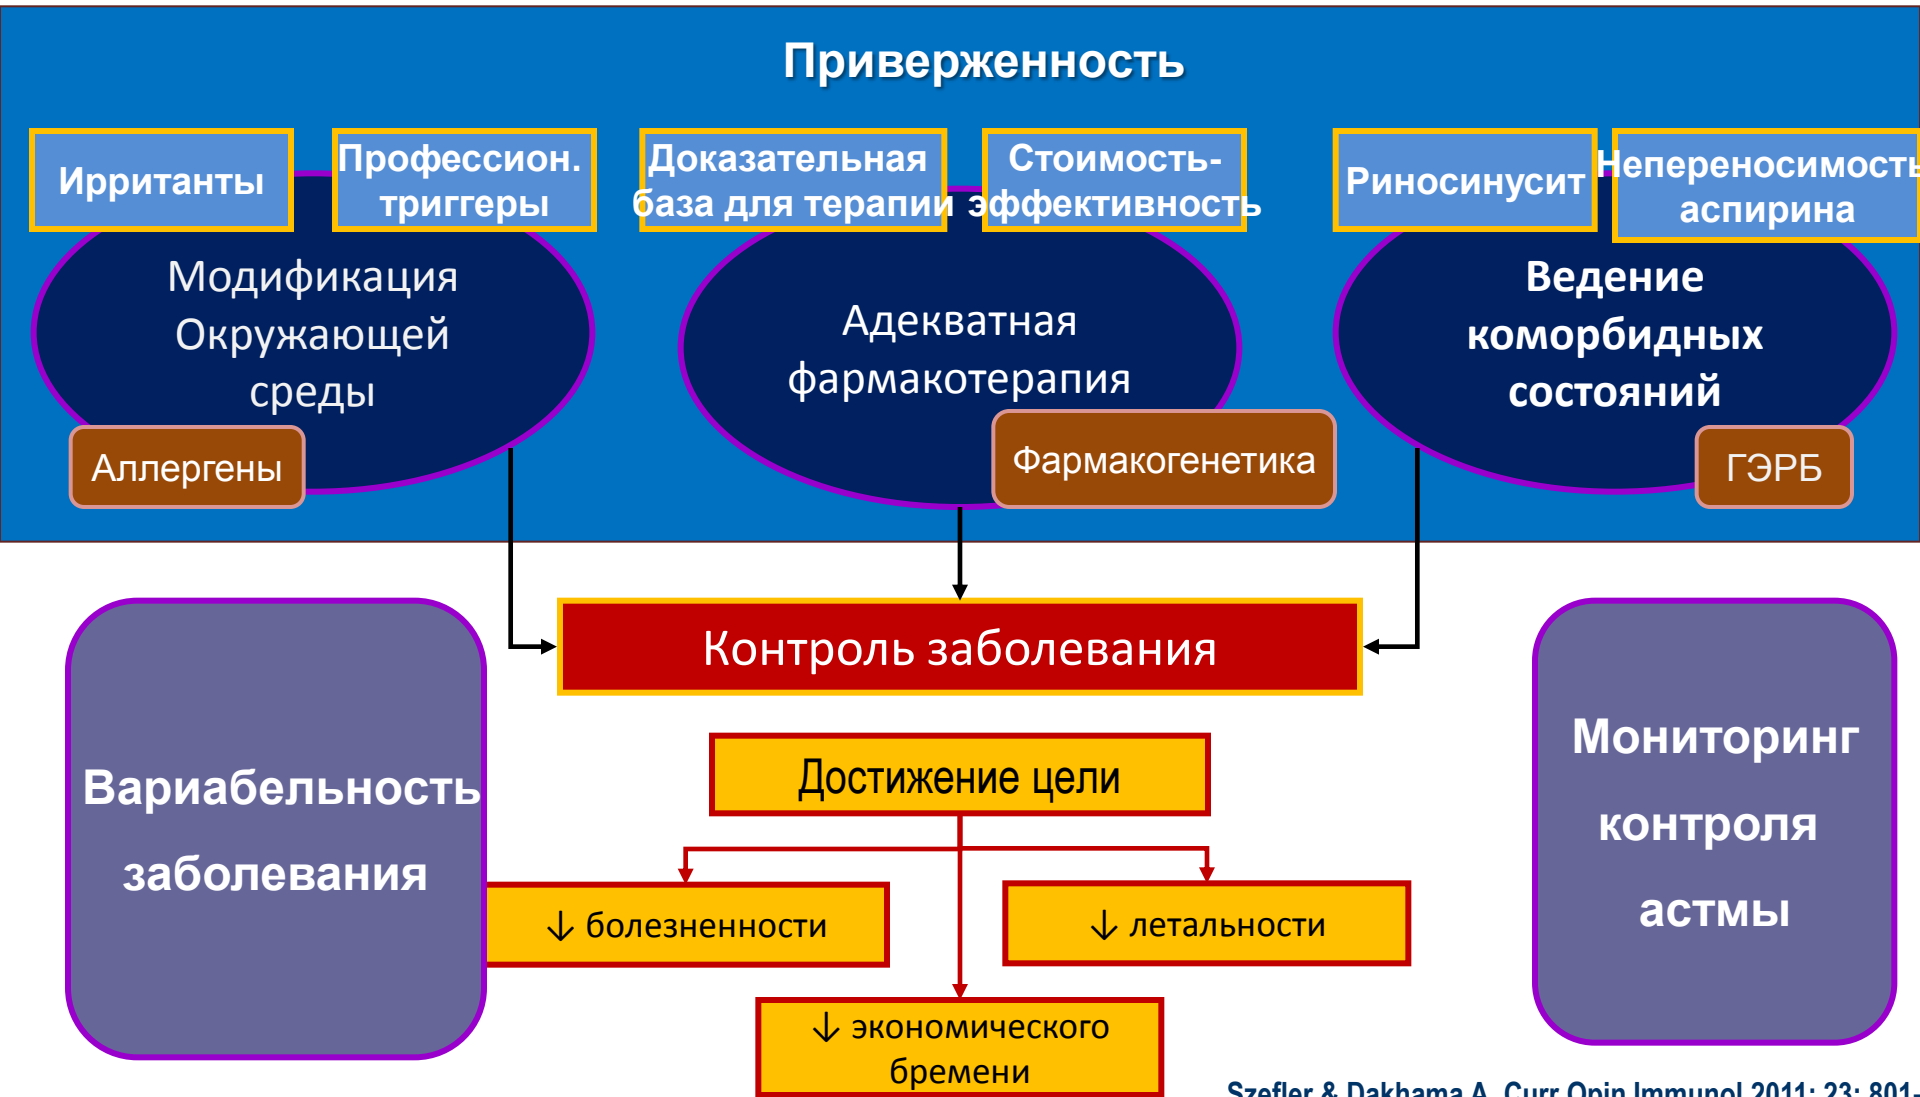 Приверженность
Ирританты
Профессион.
триггеры
Доказательная
база для терапии
Стоимость-
эффективность
Риносинусит
Непереносимость
аспирина
Модификация
Окружающей
среды
Адекватная
фармакотерапия
Ведение
коморбидных
состояний
Аллергены
Фармакогенетика
ГЭРБ
Контроль заболевания
Вариабельность
заболевания
Мониторинг
контроля
астмы
Достижение цели
↓ болезненности
↓ летальности
↓ экономического
бремени
Szefler & Dakhama A. Curr Opin Immunol 2011; 23: 801-